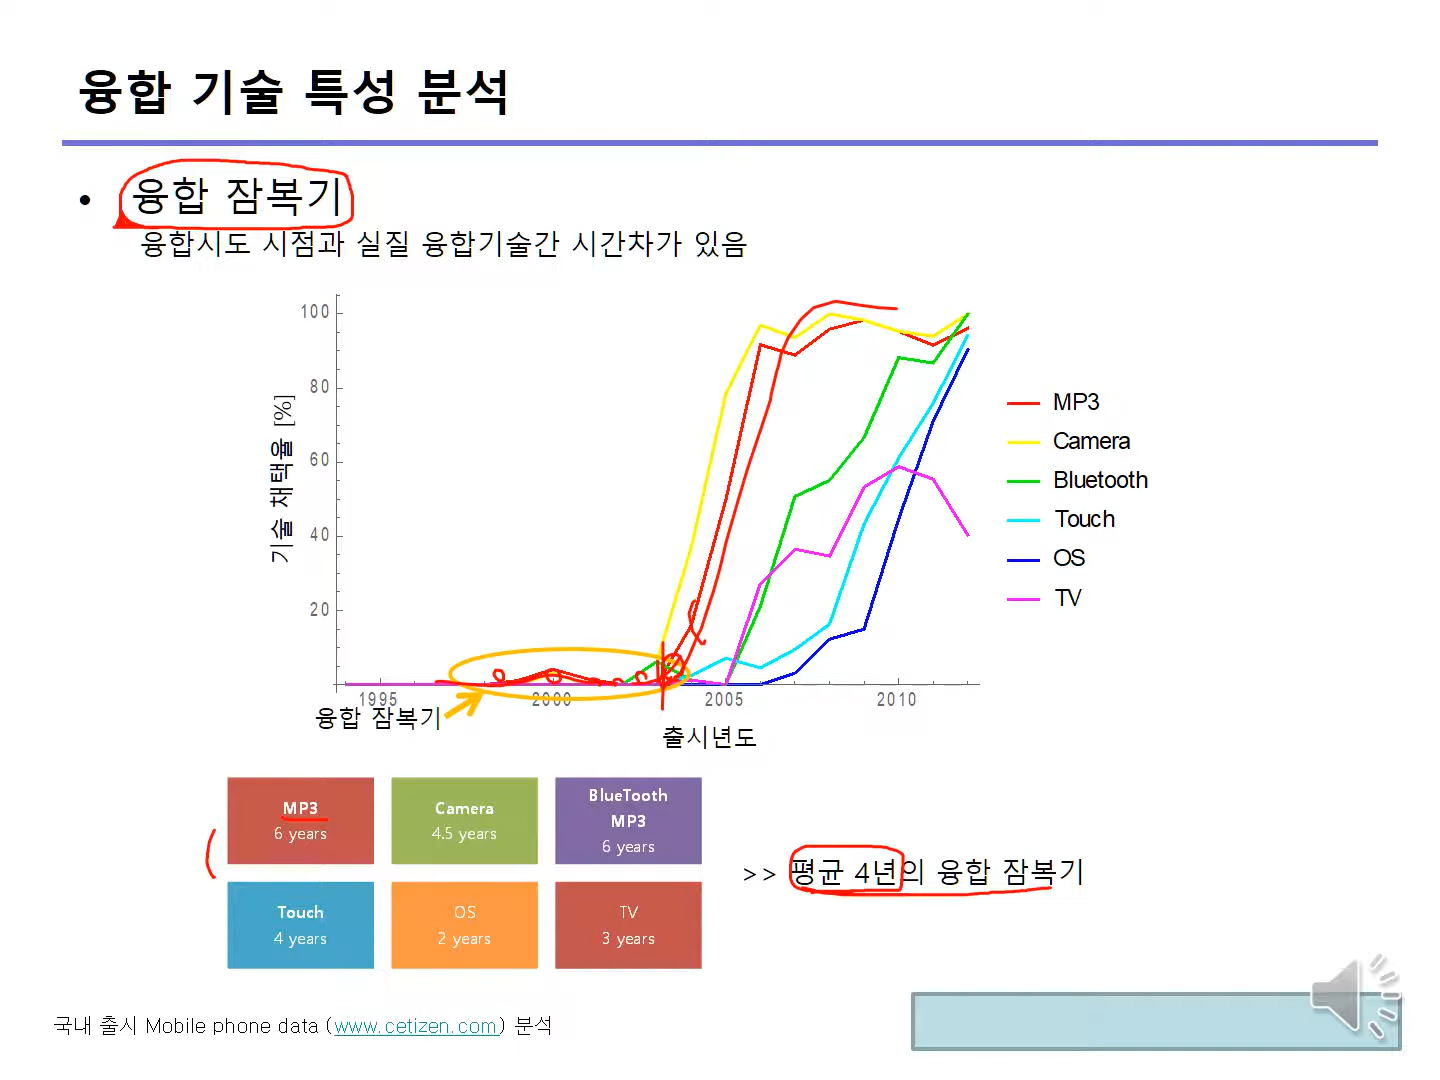 융합 기술 특성 분석
• 융합 잠복기
융합시도 시점과 실질 융합기술간 시간차가 있음
기술 채택율 [%]
100
80
60
40
20
1995 2000 2005 2010
융합 잠복기
출시년도
MP3
Camera
Bluetooth
Touch
OS
TV
MP3
6 years
Camera
4.5 years
BlueTooth
MP3
6 years
Touch
4 years
OS
2 years
TV
3 years
>> 평균 4년의 융합 잠복기
국내 출시 Mobile phone data (www.cetizen.com) 분석